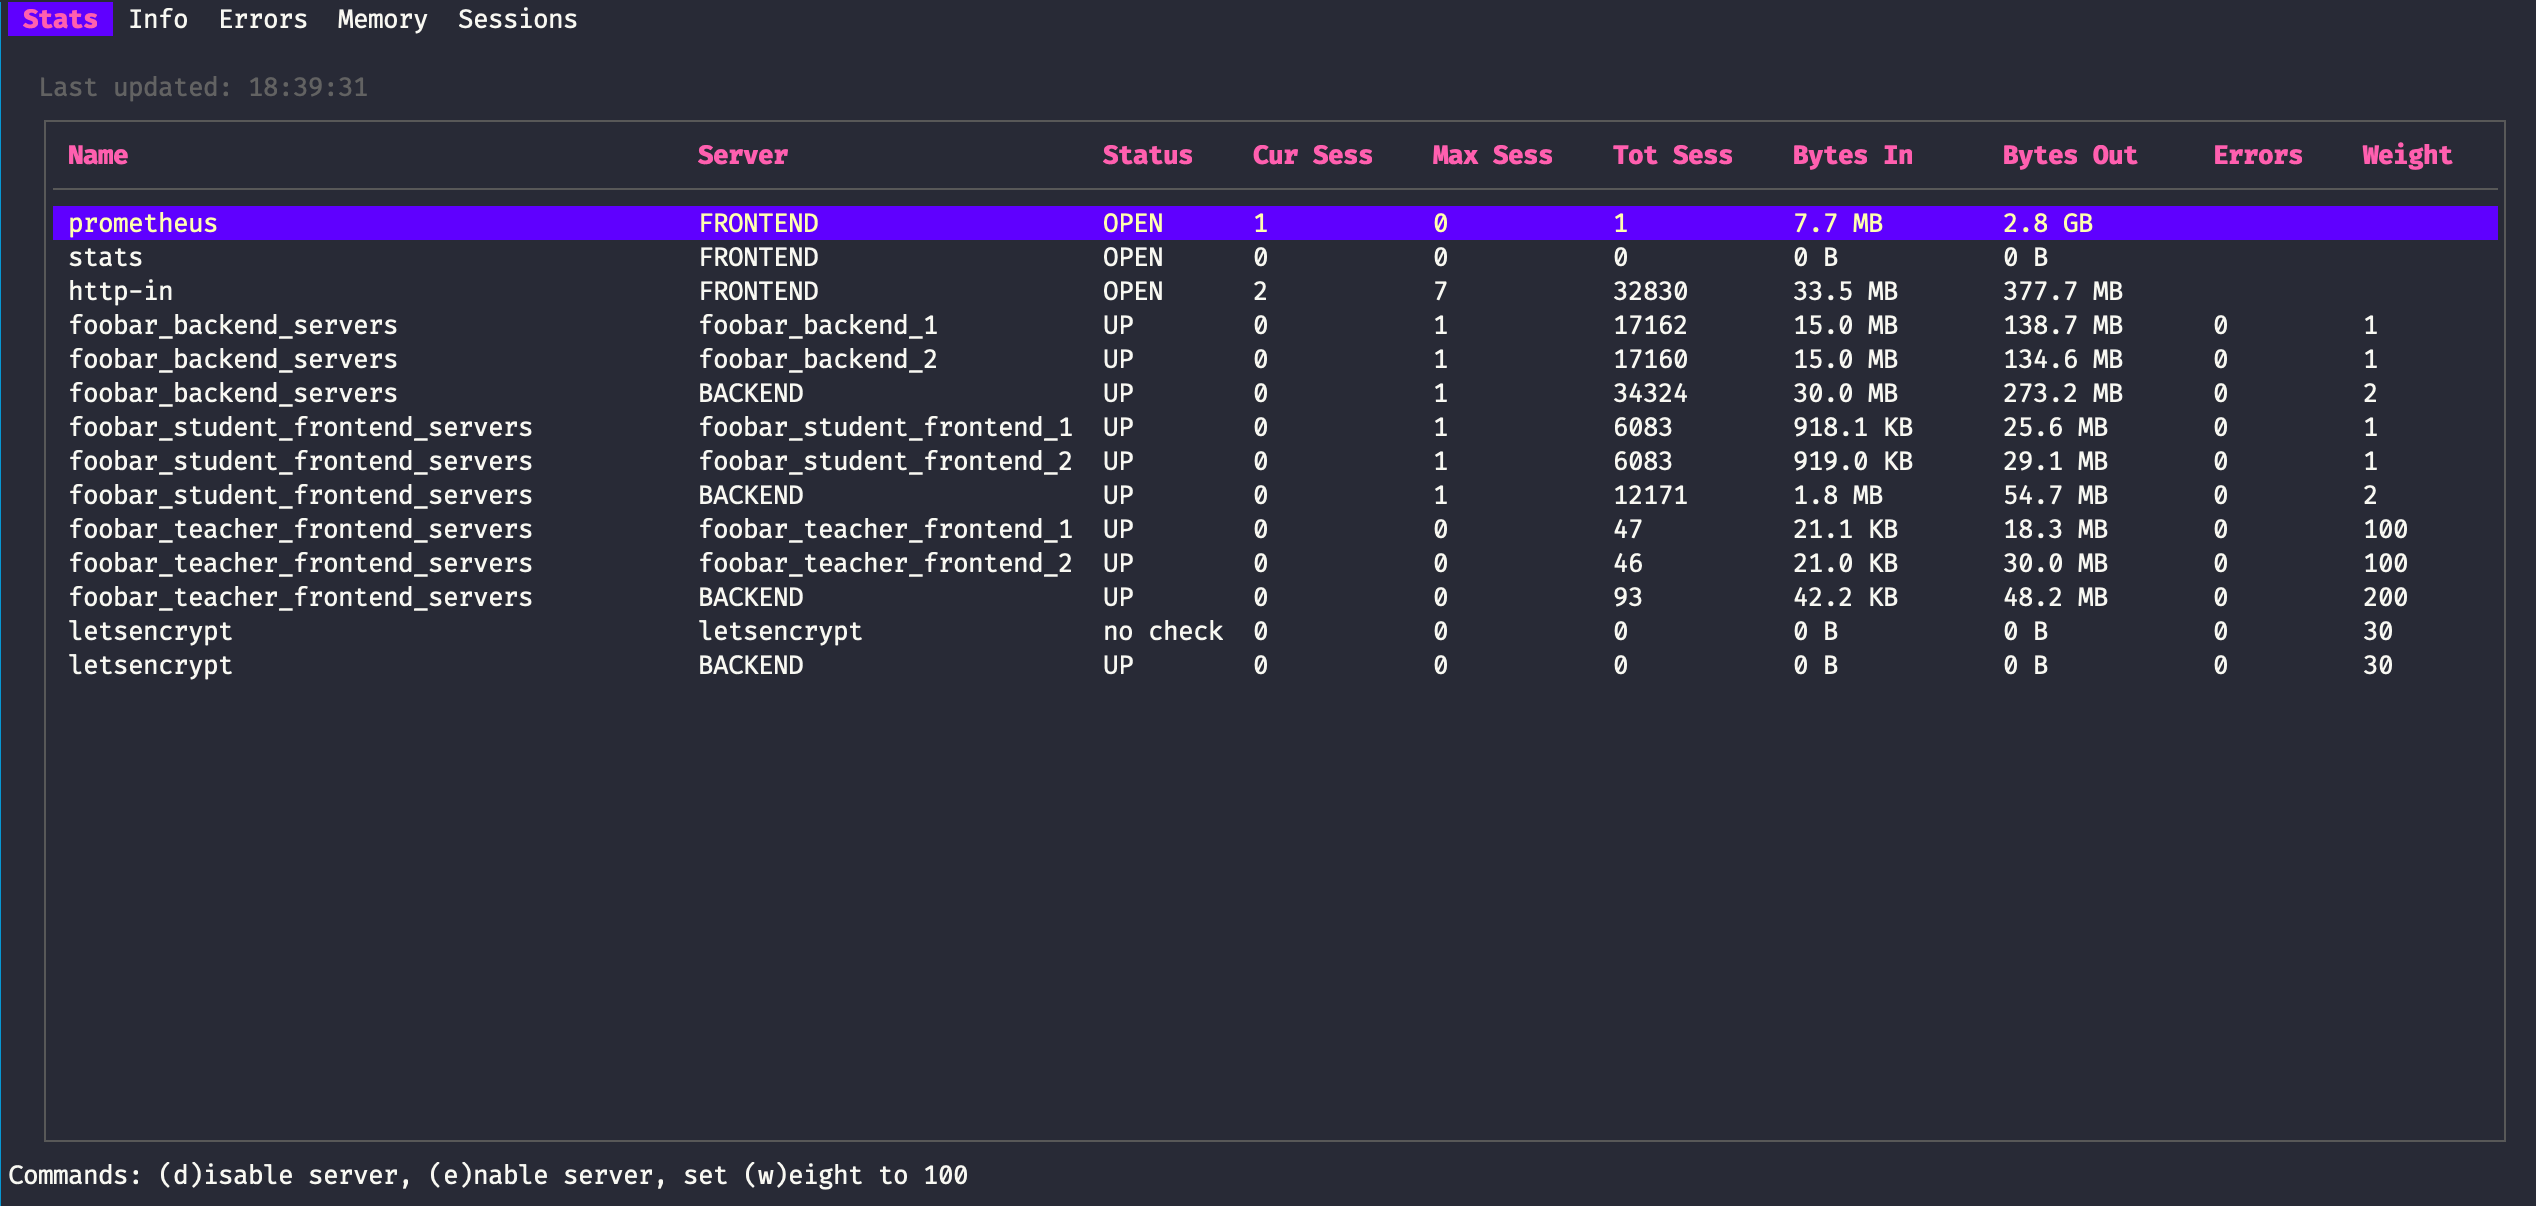 Stats Info Errors Memory Sessions
Last updated: 18:39:31
Name Server Status Cur Sess Max Sess Tot Sess Bytes In Bytes Out Errors Weight
prometheus FRONTEND OPEN 1 0 1 7.7 MB 2.8 GB
stats FRONTEND OPEN 0 0 0 0 B 0 B
http-in FRONTEND OPEN 2 7 32830 33.5 MB 377.7 MB
foobar_backend_servers foobar_backend_1 UP 0 1 17162 15.0 MB 138.7 MB 0 1
foobar_backend_servers foobar_backend_2 UP 0 1 17160 15.0 MB 134.6 MB 0 1
foobar_backend_servers BACKEND UP 0 1 34324 30.0 MB 273.2 MB 0 2
foobar_student_frontend_servers foobar_student_frontend_1 UP 0 1 6083 918.1 KB 25.6 MB 0 1
foobar_student_frontend_servers foobar_student_frontend_2 UP 0 1 6083 919.0 KB 29.1 MB 0 1
foobar_student_frontend_servers BACKEND UP 0 1 12171 1.8 MB 54.7 MB 0 2
foobar_teacher_frontend_servers foobar_teacher_frontend_1 UP 0 0 47 21.1 KB 18.3 MB 0 100
foobar_teacher_frontend_servers foobar_teacher_frontend_2 UP 0 0 46 21.0 KB 30.0 MB 0 100
foobar_teacher_frontend_servers BACKEND UP 0 0 93 42.2 KB 48.2 MB 0 200
letsencrypt letsencrypt no check 0 0 0 0 B 0 B 0 30
letsencrypt BACKEND UP 0 0 0 0 B 0 B 0 30
Commands: (d)isable server, (e)nable server, set (w)eight to 100